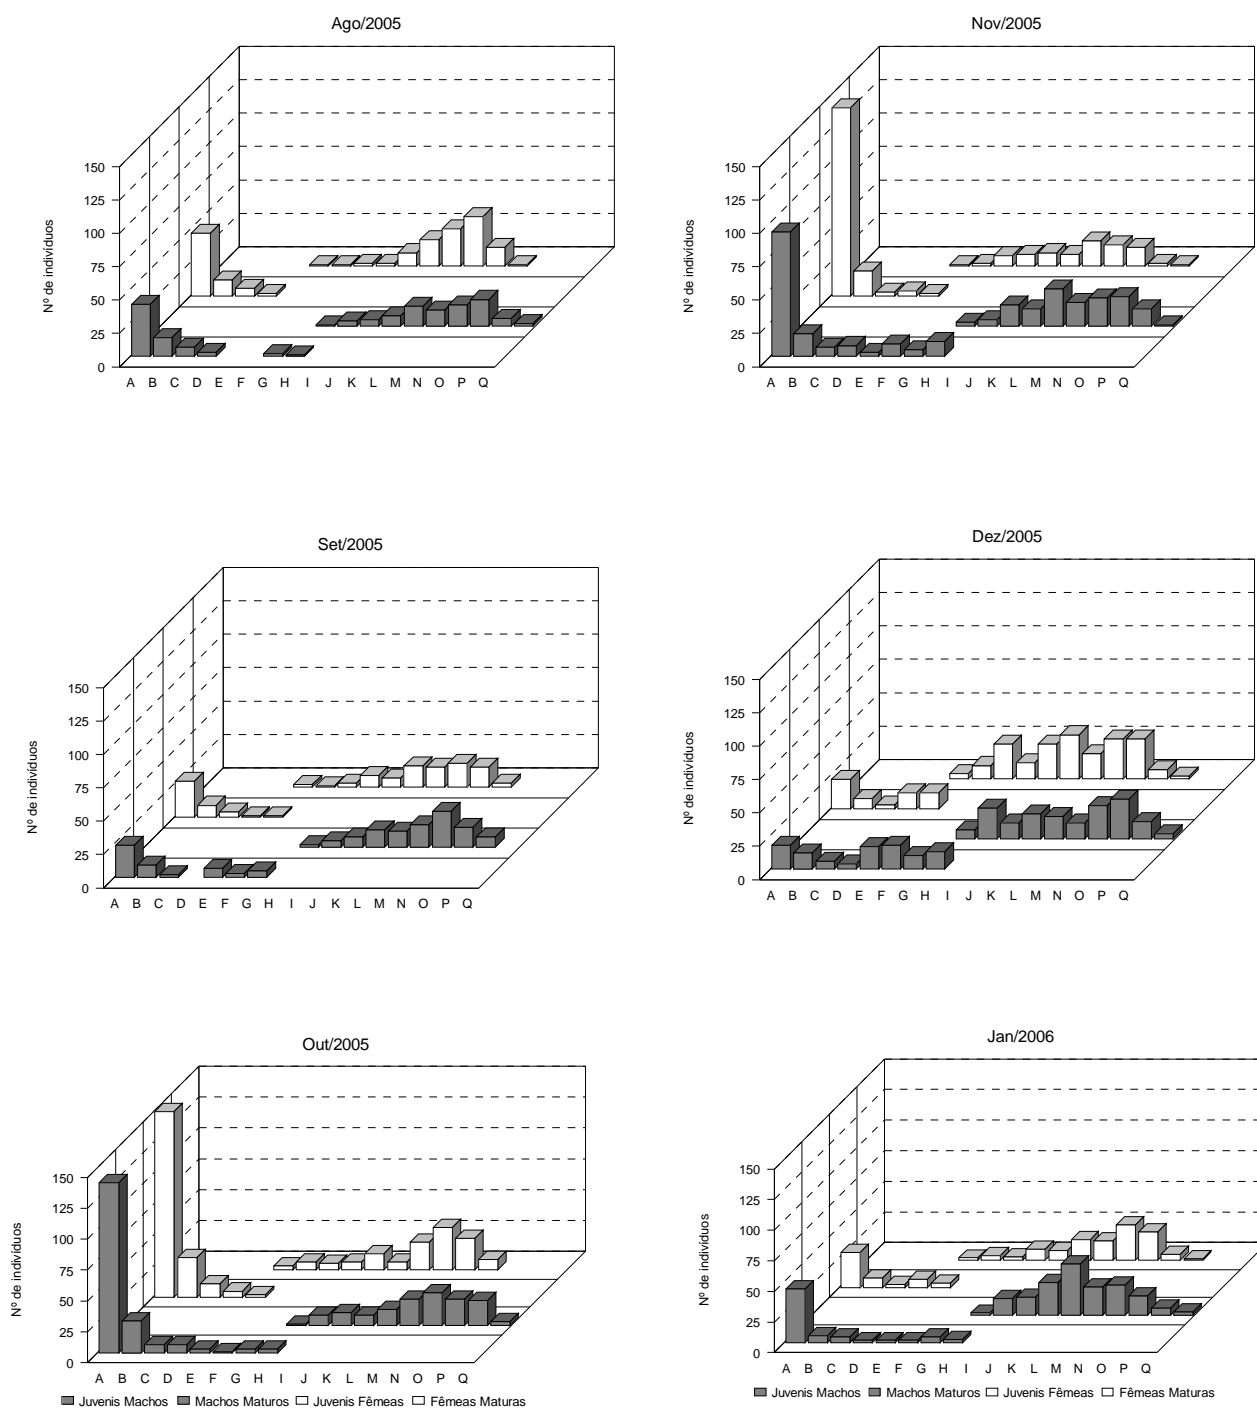 Ago/2005
Nº de indivíduos
150
125
100
75
50
25
0
A B C D E F G H I J K L M N O P Q
Nov/2005
Nº de indivíduos
150
125
100
75
50
25
0
A B C D E F G H I J K L M N O P Q
Set/2005
Nº de indivíduos
150
125
100
75
50
25
0
A B C D E F G H I J K L M N O P Q
Dez/2005
Nº de indivíduos
150
125
100
75
50
25
0
A B C D E F G H I J K L M N O P Q
Out/2005
Nº de indivíduos
150
125
100
75
50
25
0
A B C D E F G H I J K L M N O P Q
Juvenis Machos Machos Maturos Juvenis Fêmeas Fêmeas Maturas
Jan/2006
Nº de indivíduos
150
125
100
75
50
25
0
A B C D E F G H I J K L M N O P Q
Juvenis Machos Machos Maturos Juvenis Fêmeas Fêmeas Maturas